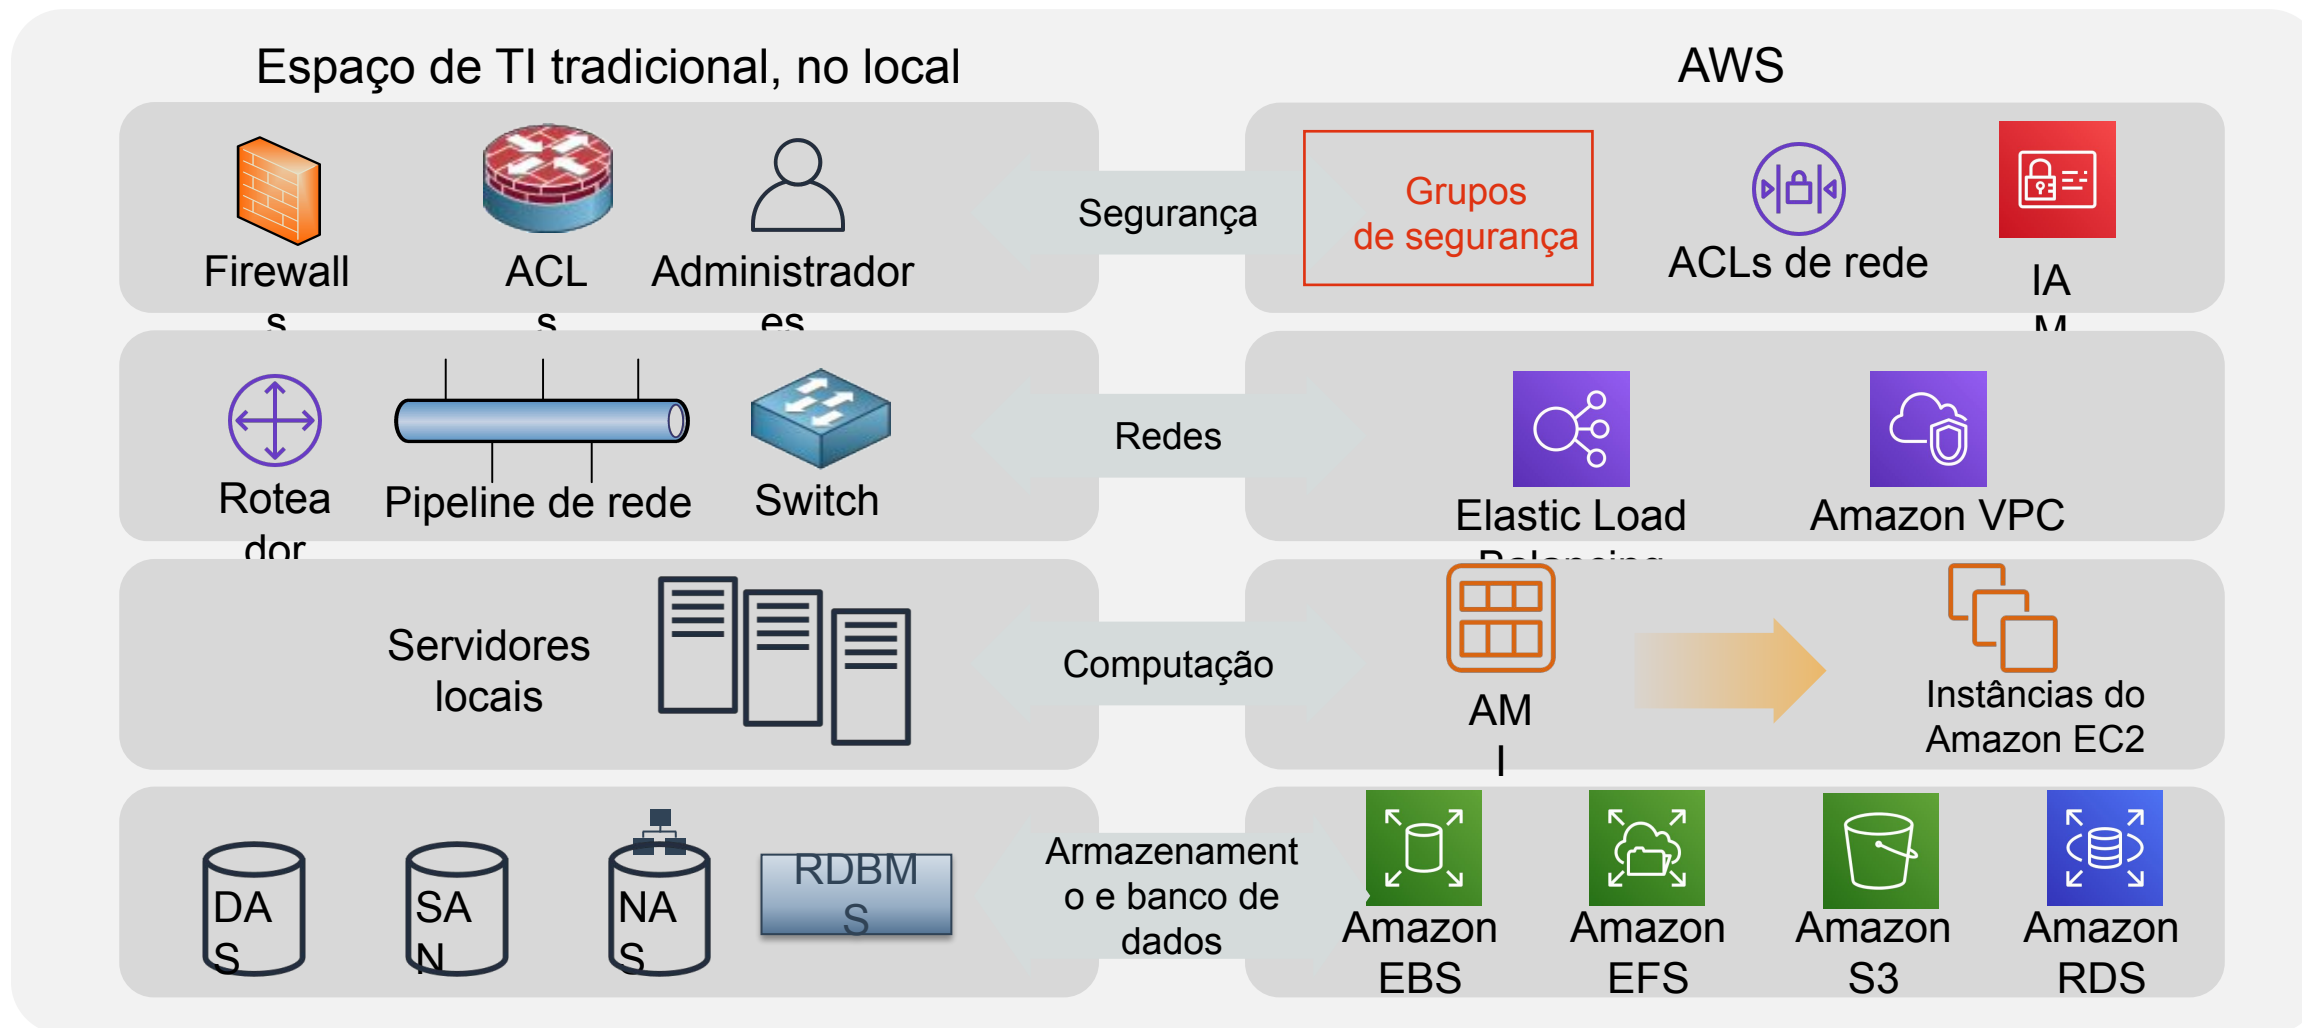 Espaço de TI tradicional, no local
AWS
Firewall
s
ACL
s
Administrador
es
Segurança
Grupos
de segurança
ACLs de rede
IA
M
Rotea
dor
Pipeline de rede
Switch
Redes
Elastic Load
Balancing
Amazon VPC
Servidores
locais
Computação
AM
I
Instâncias do
Amazon EC2
DA
S
SA
N
NA
S
RDBM
S
Armazenament
o e banco de
dados
Amazon
EBS
Amazon
EFS
Amazon
S3
Amazon
RDS